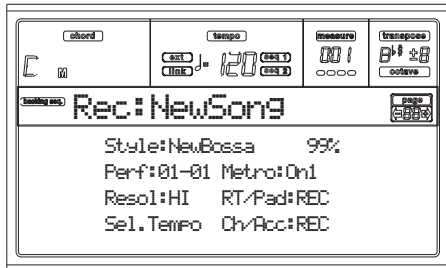 chord tempo measure transpose
ext link 120 seq 1 seq 2 001
C M octave
backing seq. Rec:NewSong page
Style:NewBossa 99%
Perf:01-01 Metro:On1
Resol:HI RT/Pad:REC
Sel.Tempo Ch/Acc:REC